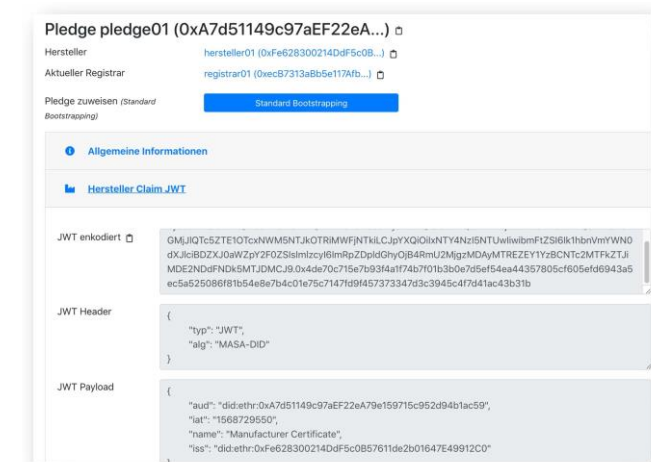 Pledge pledge01 (0xA7d51149c97aEF22eA...)
Hersteller hersteller01 (0xFe628300214DdF5c0B...)
Aktueller Registrar registrar01 (0xecB7313aBb5e117Afb...)
Pledge zuweisen (Standard Bootstrapping) Standard Bootstrapping
Allgemeine Informationen
Hersteller Claim JWT
JWT enkodiert
GMjJlQTc5ZTE1OTcxNWM5NTJkOTRiMWFjNTkiLCJpYXQiOiIxNTY4NzI5NTUwIiwibmFtZSI6Ik1hbnVmYWN0
dXJlciBDZXJ0aWZpY2F0ZSIsImlzcyI6ImRpZDpldGhyOjB4RmU2MjgzMDAyMTREZEY1YzBCNTc2MTFkZTJi
MDE2NDdFNDk5MTJDMCJ9.0x4de70c715e7b93f4a1f74b7f01b3b0e7d5ef54ea44357805cf605efd6943a5
ec5a525086f81b54e8e7b4c01e75c7147fd9f457373347d3c3945c4f7d41ac43b31b
JWT Header
{
"typ": "JWT",
"alg": "MASA-DID"
}
JWT Payload
{
"aud": "did:ethr:0xA7d51149c97aEF22eA79e159715c952d94b1ac59",
"iat": "1568729550",
"name": "Manufacturer Certificate",
"iss": "did:ethr:0xFe628300214DdF5c0B57611de2b01647E49912C0"
}